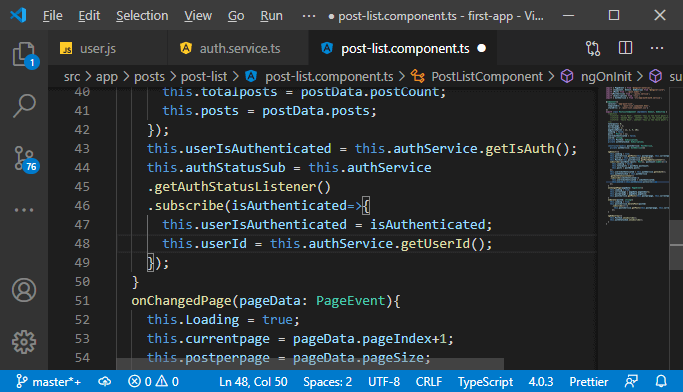 File Edit Selection View Go Run ··· ● post-list.component.ts - first-app - Vi...
JS user.js auth.service.ts post-list.component.ts ● ···
1
src > app > posts > post-list > post-list.component.ts > PostListComponent > ngOnInit > su
40 this.totalposts = postData.postCount;
41 this.posts = postData.posts;
42 });
43 this.userIsAuthenticated = this.authService.getIsAuth();
44 this.authStatusSub = this.authService
45 .getAuthStatusListener()
46 .subscribe(isAuthenticated=>{
47 this.userIsAuthenticated = isAuthenticated;
48 this.userId = this.authService.getUserId();
49 });
50 }
51 onChangedPage(pageData: PageEvent){
52 this.Loading = true;
53 this.currentpage = pageData.pageIndex+1;
54 this.postperpage = pageData.pageSize;
76
···
1
master*+ 0 0 Ln 48, Col 50 Spaces: 2 UTF-8 CRLF TypeScript 4.0.3 Prettier